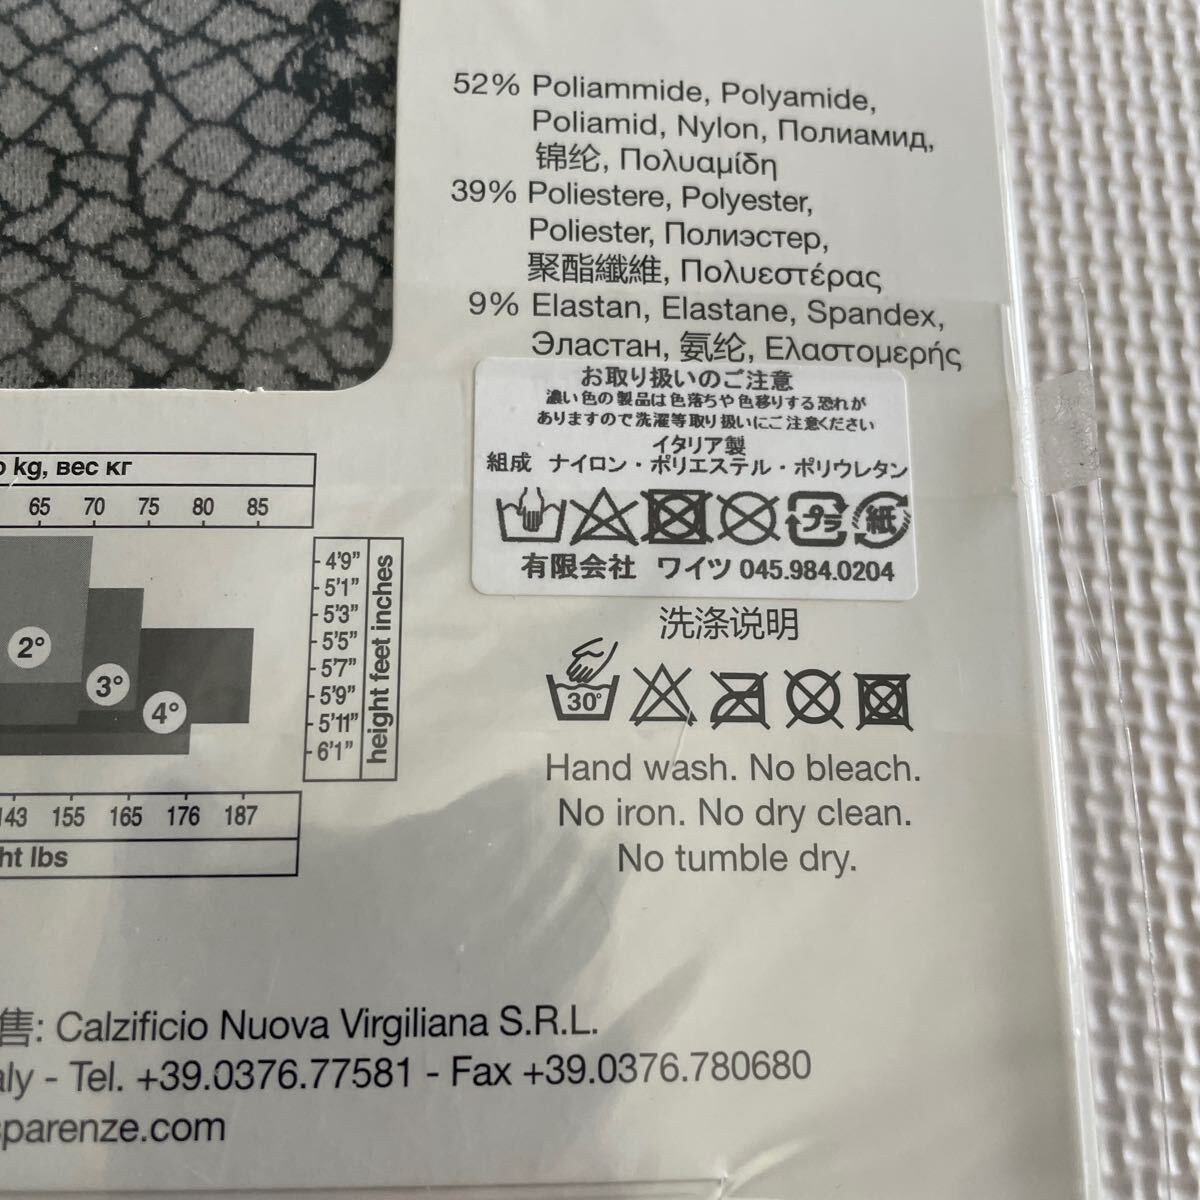 52% Poliammide, Polyamide,
Poliamid, Nylon, Полиамид,
锦纶, Πολυαμίδη
39% Poliestere, Polyester,
Poliester, Полиэстер,
聚酯纖維, Πολυεστέρας
9% Elastan, Elastane, Spandex,
Эластан, 氨纶, Ελαστομερής
お取り扱いのご注意
濃い色の製品は色落ちや色移りする恐れが
ありますので洗濯等取り扱いにご注意ください
イタリア製
組成 ナイロン・ポリエステル・ポリウレタン
プラ 紙
有限会社 ワイツ 045.984.0204
kg, вес кг
65 70 75 80 85
4'9"
5'1"
5'3"
5'5"
5'7"
5'9"
5'11"
6'1"
height feet inches
2°
3°
4°
143 155 165 176 187
lbs
洗涤说明
30°
Hand wash. No bleach.
No iron. No dry clean.
No tumble dry.
售: Calzificio Nuova Virgiliana S.R.L.
- Tel. +39.0376.77581 - Fax +39.0376.780680
sparenze.com